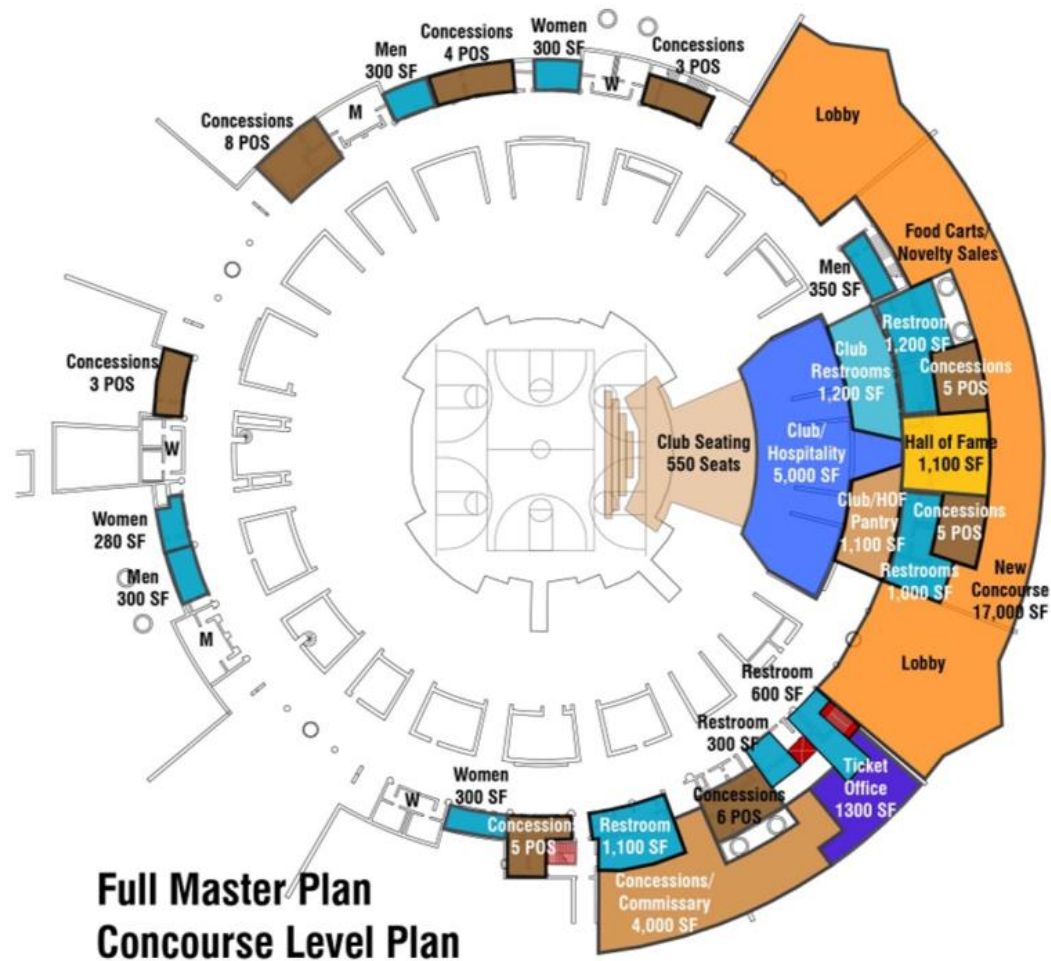 Women
300 SF
Concessions
4 POS
Men
300 SF
Concessions
3 POS
W
Concessions
8 POS
M
Lobby
Food Carts/
Novelty Sales
Men
350 SF
Restroom
1,200 SF
Club
Restrooms
1,200 SF
Concessions
5 POS
Concessions
3 POS
W
Club Seating
550 Seats
Club/
Hospitality
5,000 SF
Hall of Fame
1,100 SF
Club/HOF
Pantry
1,100 SF
Concessions
5 POS
Restrooms
1,000 SF
New
Concourse
17,000 SF
Women
280 SF
Men
300 SF
M
Lobby
Restroom
600 SF
Restroom
300 SF
Ticket
Office
1300 SF
Women
300 SF
W
Concessions
5 POS
Restroom
1,100 SF
Concessions
6 POS
Concessions/
Commissary
4,000 SF
Full Master Plan
Concourse Level Plan